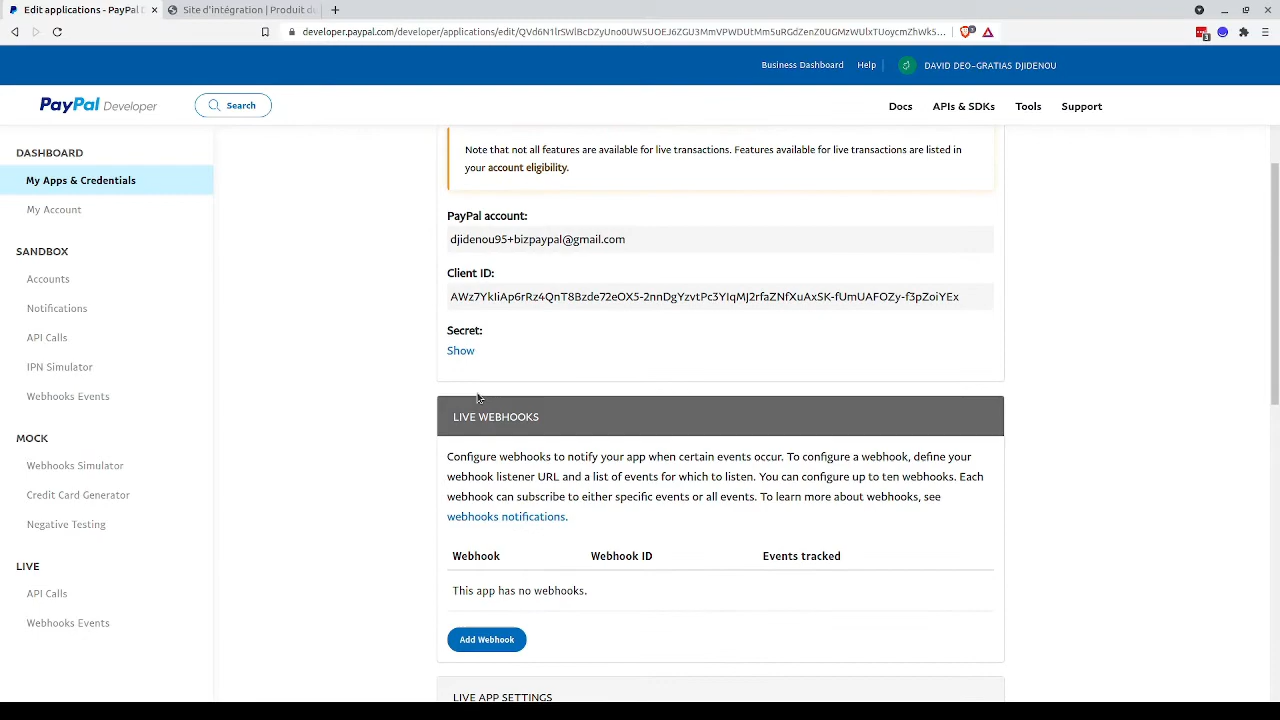 Edit applications - PayPal D
Site d'intégration | Produit du
developer.paypal.com/developer/applications/edit/QVd6N1lrSWlBcDZyUno0UW5UOEJ6ZGU3MmVPWDUtMm5uRGdZenZ0UGMzWUlxTUoycmZhWk5...
DAVID DEO-GRATIAS DJIDENOU
Business Dashboard
Help
PayPal Developer
Search
Docs
APIs & SDKs
Tools
Support
DASHBOARD
My Apps & Credentials
My Account
SANDBOX
Accounts
Notifications
API Calls
IPN Simulator
Webhooks Events
MOCK
Webhooks Simulator
Credit Card Generator
Negative Testing
LIVE
API Calls
Webhooks Events
Note that not all features are available for live transactions. Features available for live transactions are listed in
your account eligibility.
PayPal account:
djidenou95+bizpaypal@gmail.com
Client ID:
AWz7YkIiAp6rRz4QnT8Bzde72eOX5-2nnDgYzvtPc3YIqMJ2rfaZNfXuAxSK-fUmUAFOZy-f3pZoiYEx
Secret:
Show
LIVE WEBHOOKS
Configure webhooks to notify your app when certain events occur. To configure a webhook, define your
webhook listener URL and a list of events for which to listen. You can configure up to ten webhooks. Each
webhook can subscribe to either specific events or all events. To learn more about webhooks, see
webhooks notifications.
Webhook
Webhook ID
Events tracked
This app has no webhooks.
Add Webhook
LIVE APP SETTINGS